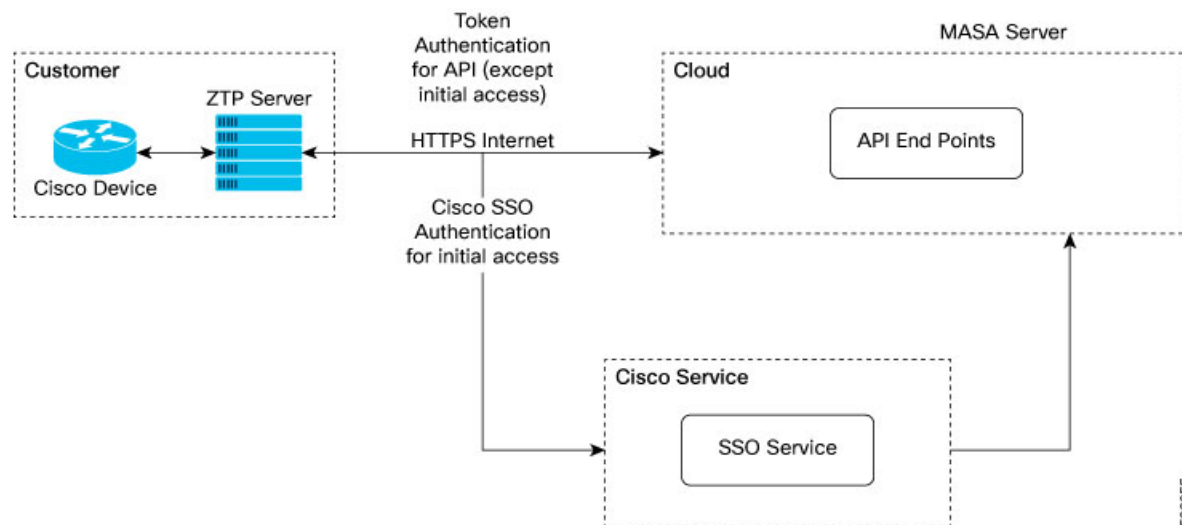 Token
Authentication
for API (except
initial access)
MASA Server
Customer
ZTP Server
Cloud
HTTPS Internet
API End Points
Cisco Device
Cisco SSO
Authentication
for initial access
Cisco Service
SSO Service